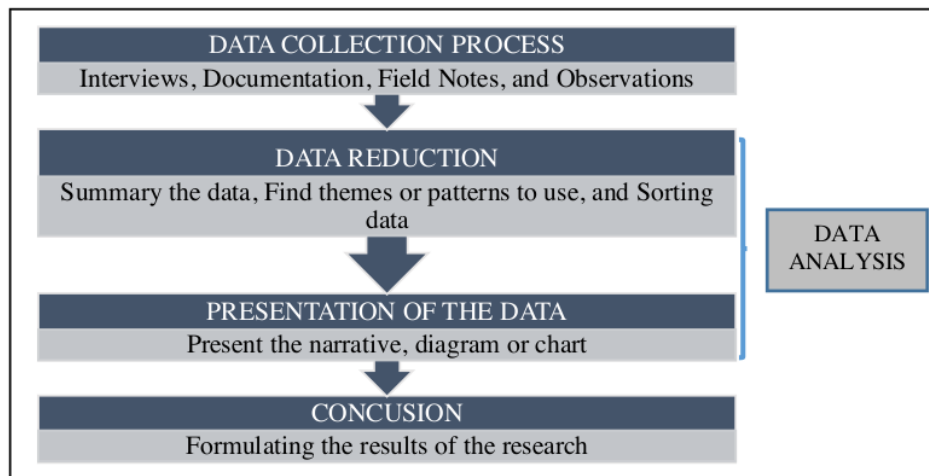 DATA COLLECTION PROCESS
Interviews, Documentation, Field Notes, and Observations
DATA REDUCTION
Summary the data, Find themes or patterns to use, and Sorting
data
DATA
ANALYSIS
PRESENTATION OF THE DATA
Present the narrative, diagram or chart
CONCUSION
Formulating the results of the research